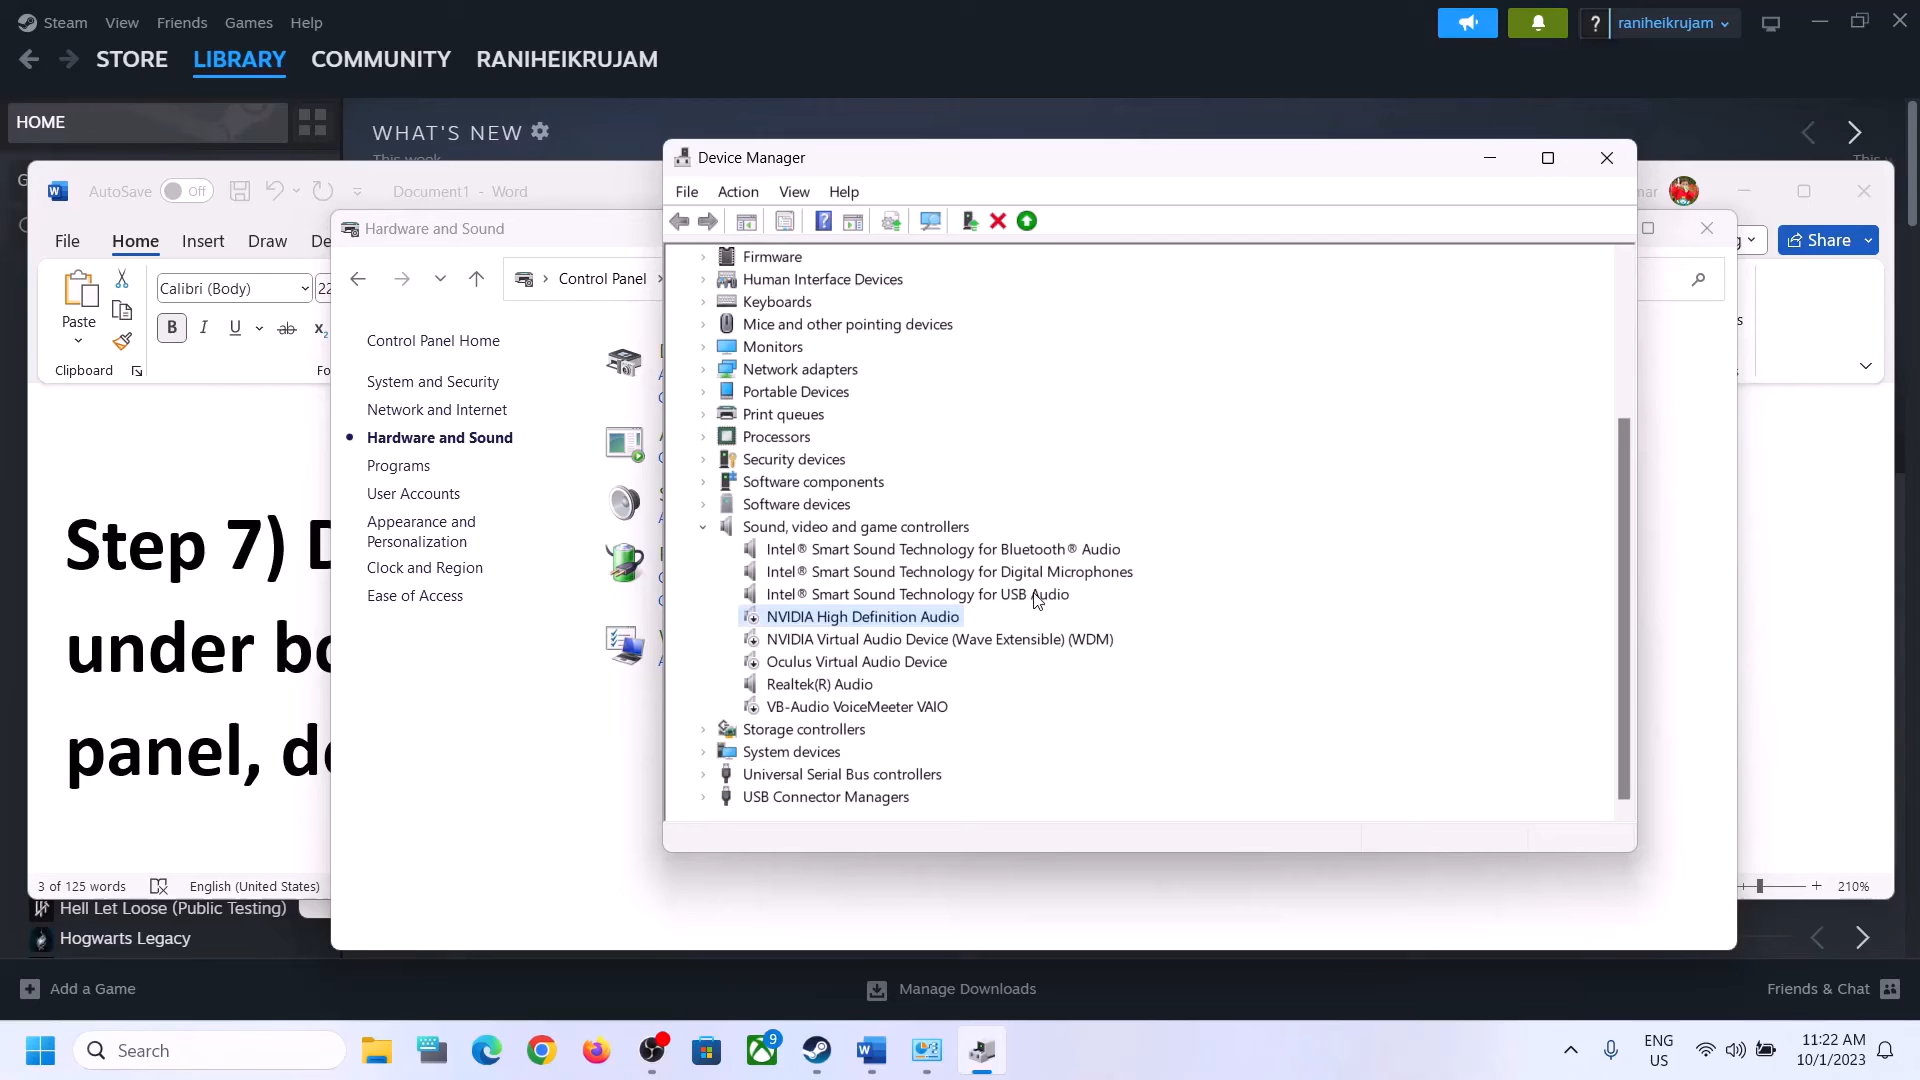 Steam View Friends Games Help
? raniheikrujam
STORE LIBRARY COMMUNITY RANIHEIKRUJAM
HOME
WHAT'S NEW
AutoSave Off Document1 - Word
File Home Insert Draw
Share
Calibri (Body)
Paste
B I U ab
Clipboard
Step 7)
under
panel,
3 of 125 words English (United States) 210%
Hardware and Sound
Control Panel
Control Panel Home
System and Security
Network and Internet
Hardware and Sound
Programs
User Accounts
Appearance and
Personalization
Clock and Region
Ease of Access
Device Manager
File Action View Help
Firmware
Human Interface Devices
Keyboards
Mice and other pointing devices
Monitors
Network adapters
Portable Devices
Print queues
Processors
Security devices
Software components
Software devices
Sound, video and game controllers
Intel® Smart Sound Technology for Bluetooth® Audio
Intel® Smart Sound Technology for Digital Microphones
Intel® Smart Sound Technology for USB Audio
NVIDIA High Definition Audio
NVIDIA Virtual Audio Device (Wave Extensible) (WDM)
Oculus Virtual Audio Device
Realtek(R) Audio
VB-Audio VoiceMeeter VAIO
Storage controllers
System devices
Universal Serial Bus controllers
USB Connector Managers
Hell Let Loose (Public Testing)
Hogwarts Legacy
Add a Game Manage Downloads Friends & Chat
Search 9 ENG 11:22 AM
US 10/1/2023